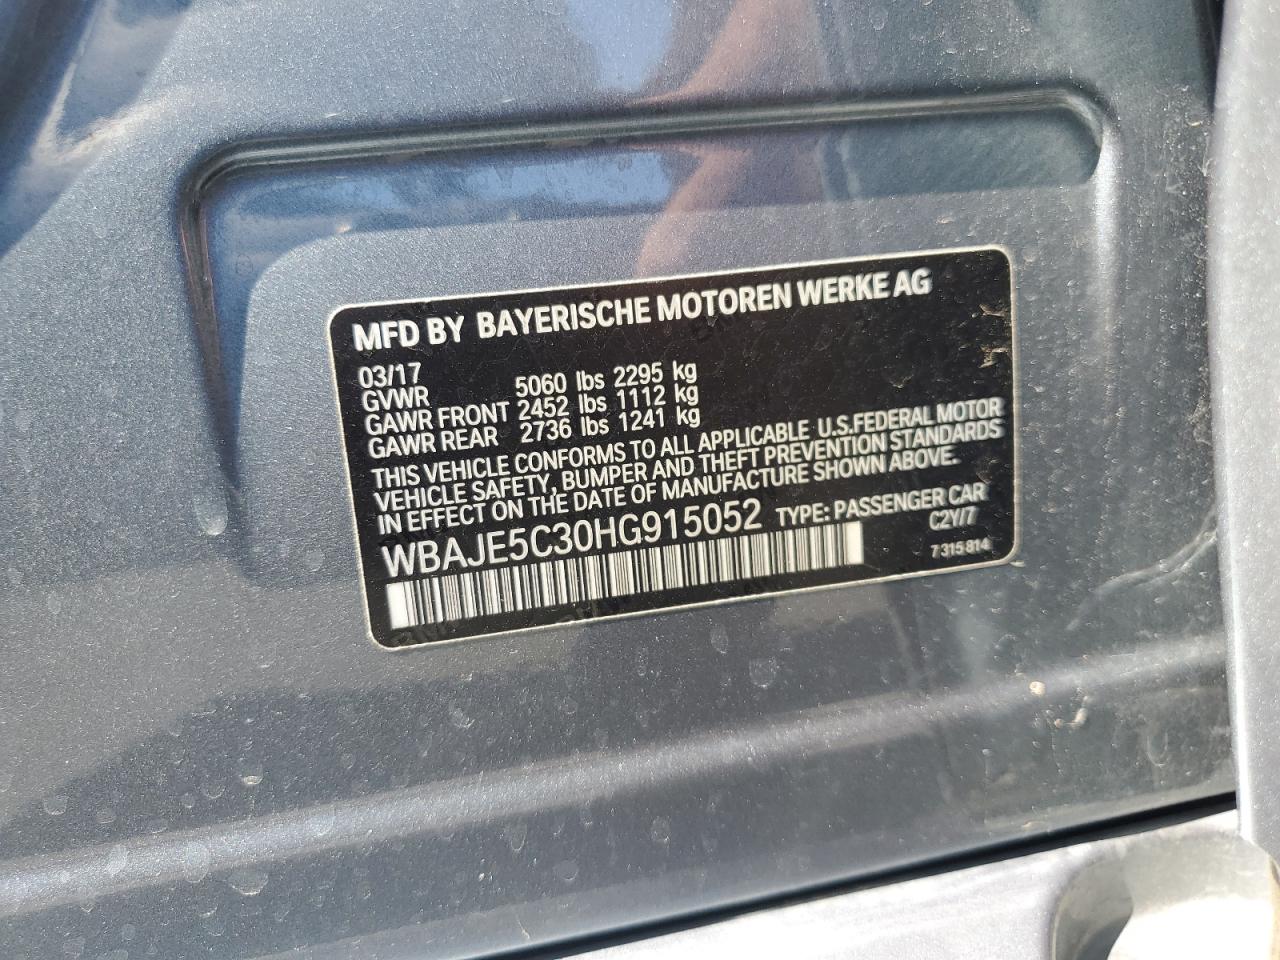 MFD BY BAYERISCHE MOTOREN WERKE AG
03/17
GVWR 5060 lbs 2295 kg
GAWR FRONT 2452 lbs 1112 kg
GAWR REAR 2736 lbs 1241 kg
THIS VEHICLE CONFORMS TO ALL APPLICABLE U.S.FEDERAL MOTOR
VEHICLE SAFETY, BUMPER AND THEFT PREVENTION STANDARDS
IN EFFECT ON THE DATE OF MANUFACTURE SHOWN ABOVE.
WBAJE5C30HG915052 TYPE: PASSENGER CAR
C2Y/7
7 315 814